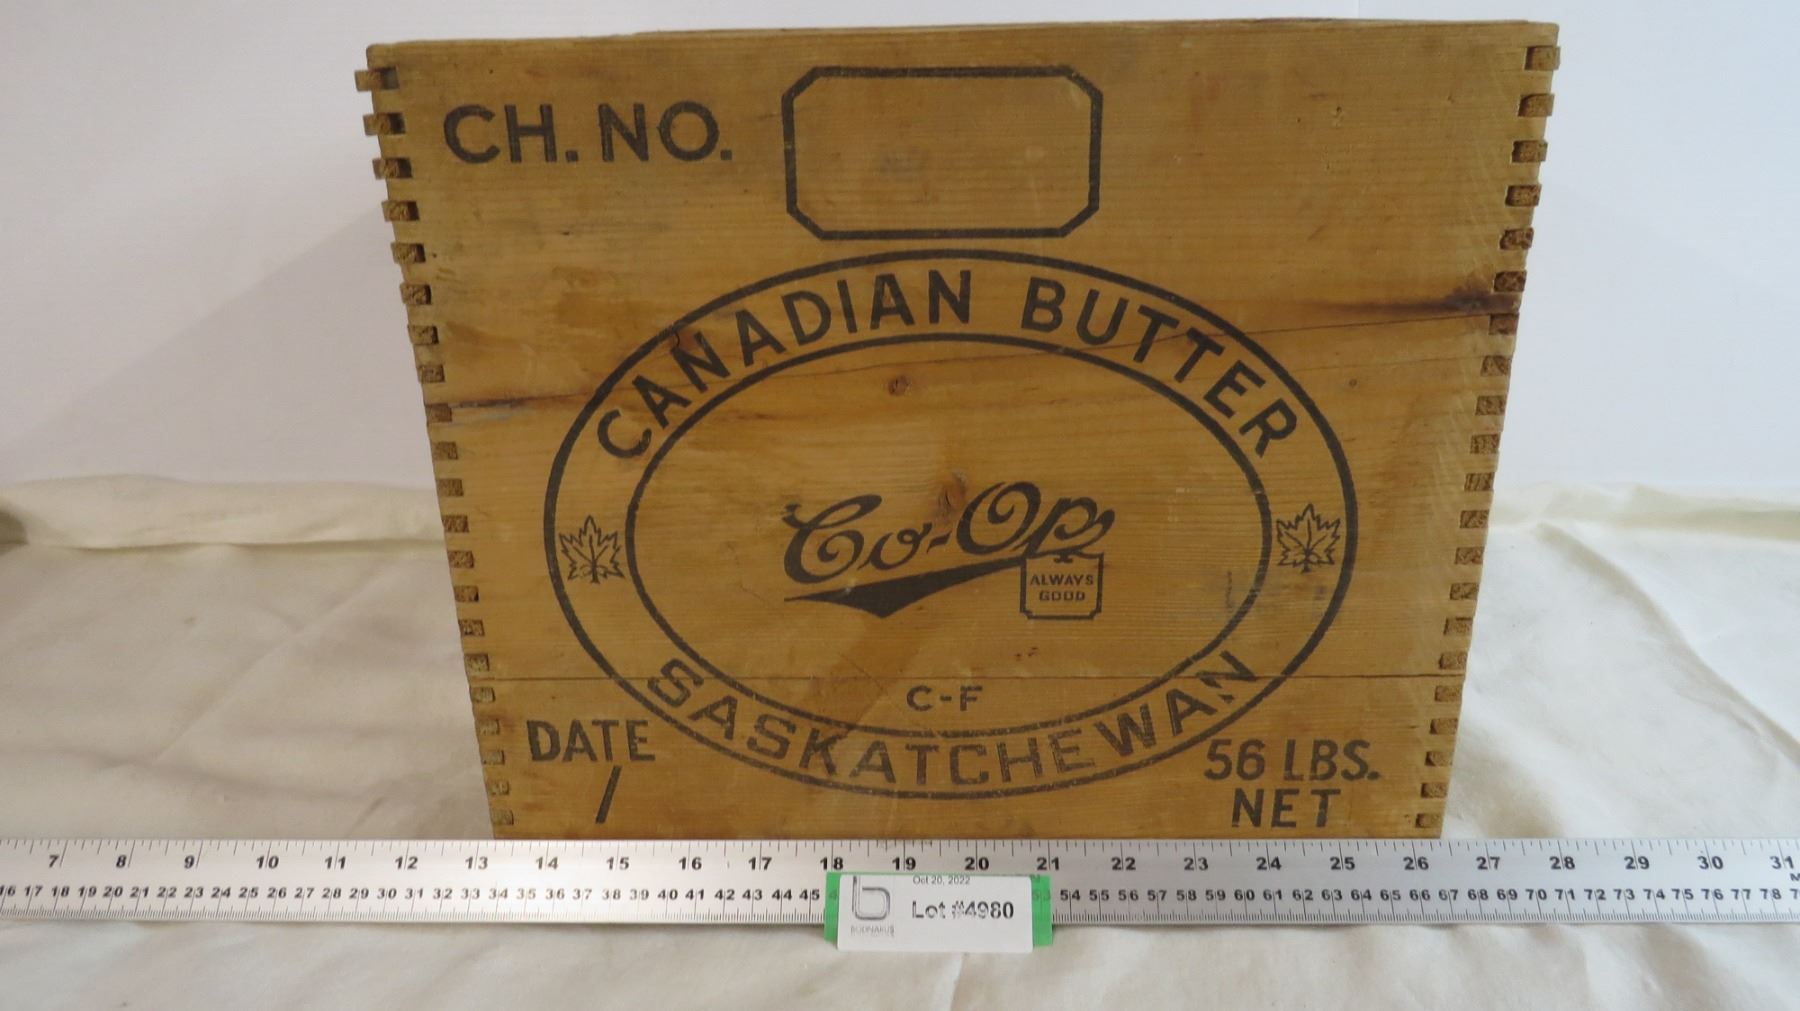 CH. NO.
CANADIAN BUTTER
Co-Op
ALWAYS
GOOD
C-F
SASKATCHEWAN
DATE
/
56 LBS.
NET
7 8 9 10 11 12 13 14 15 16 17 18 19 20 21 22 23 24 25 26 27 28 29 30 31
16 17 18 19 20 21 22 23 24 25 26 27 28 29 30 31 32 33 34 35 36 37 38 39 40 41 42 43 44 45 53 54 55 56 57 58 59 60 61 62 63 64 65 66 67 68 69 70 71 72 73 74 75 76 77 78
Oct 20, 2022
Lot #4980